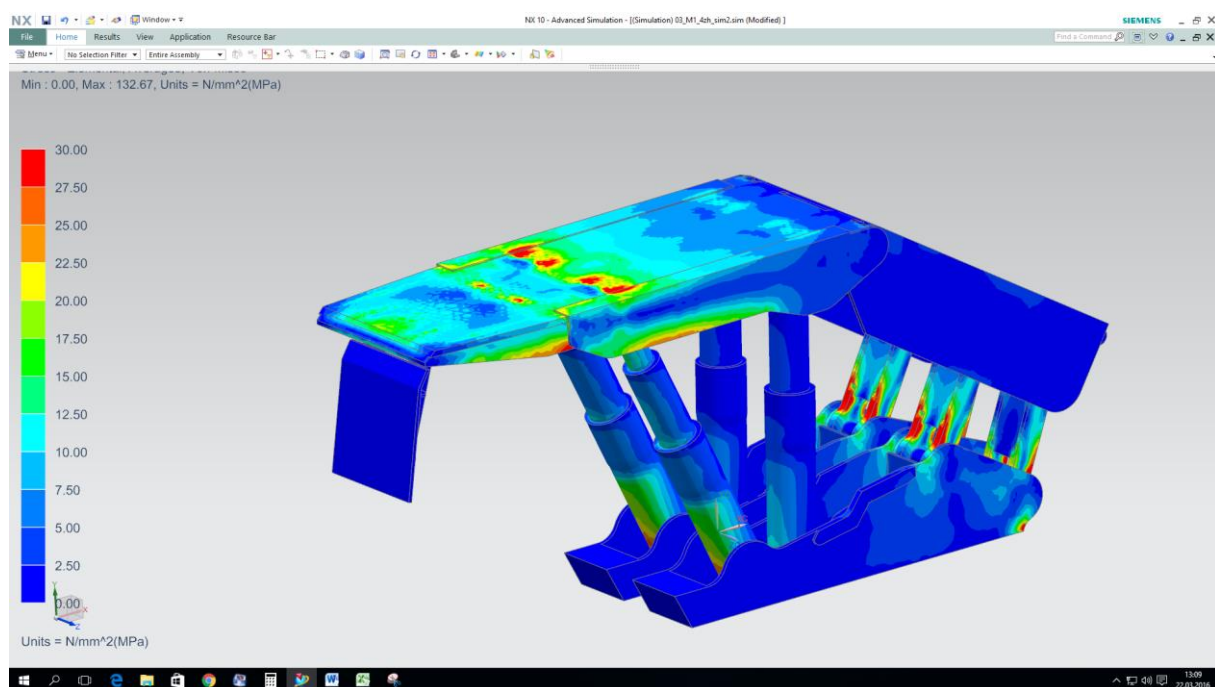 NX Window NX 10 - Advanced Simulation - [(Simulation) 03_M1_4zh_sim2.sim (Modified) ] SIEMENS
File Home Results View Application Resource Bar Find a Command
Menu No Selection Filter Entire Assembly
Min : 0.00, Max : 132.67, Units = N/mm^2(MPa)
30.00
27.50
25.00
22.50
20.00
17.50
15.00
12.50
10.00
7.50
5.00
2.50
0.00
Y
X
Z
Units = N/mm^2(MPa)
13:09
22.03.2016